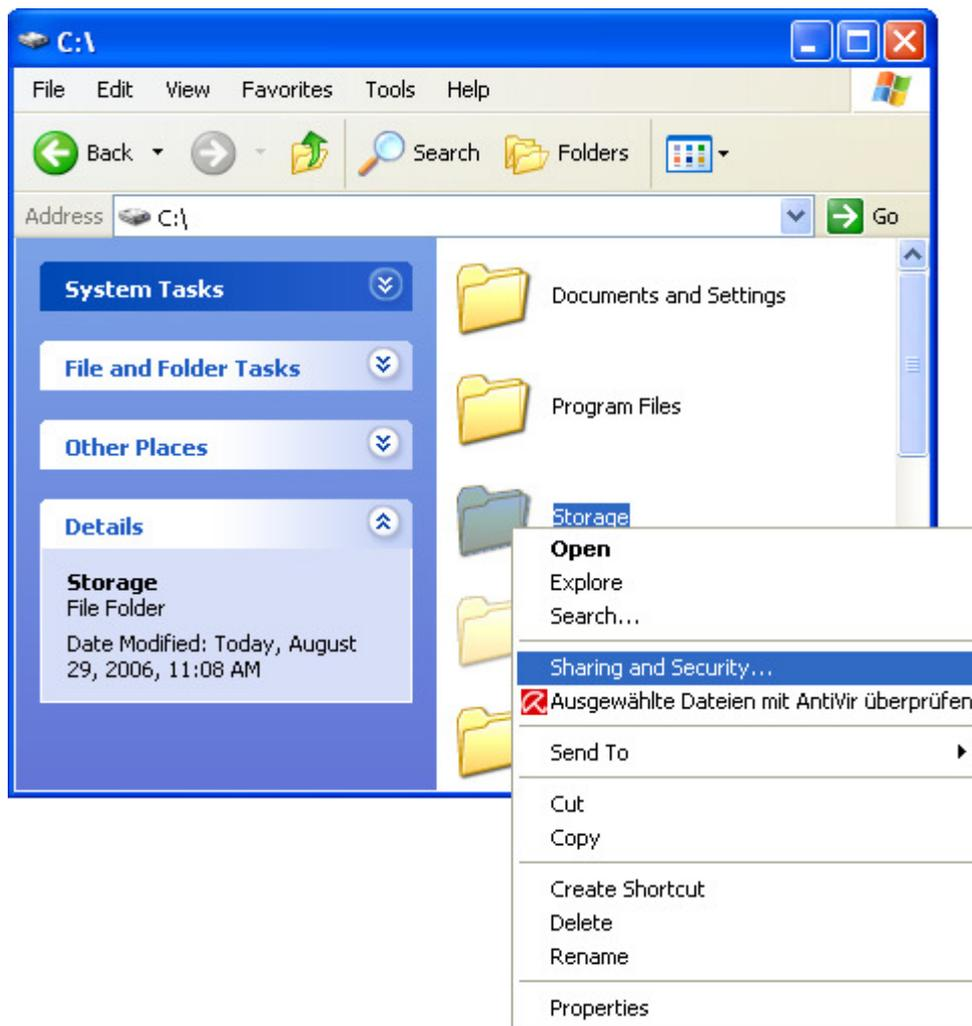 C:\
File Edit View Favorites Tools Help
Back Search Folders
Address C:\ Go
System Tasks
File and Folder Tasks
Other Places
Details
Storage
File Folder
Date Modified: Today, August
29, 2006, 11:08 AM
Documents and Settings
Program Files
Storage
Open
Explore
Search...
Sharing and Security...
Ausgewählte Dateien mit AntiVir überprüfen
Send To
Cut
Copy
Create Shortcut
Delete
Rename
Properties